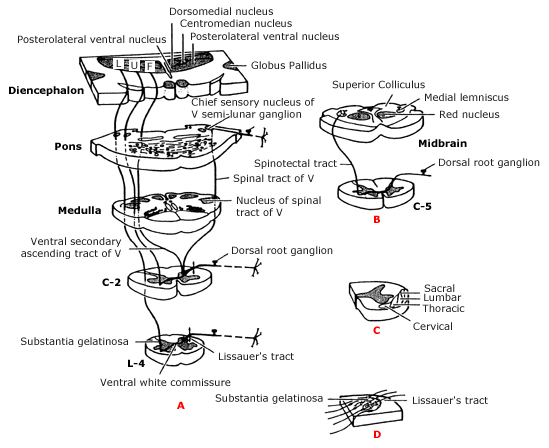 Dorsomedial nucleus
Centromedian nucleus
Posterolateral ventral nucleus
Posterolateral ventral nucleus
L U F
Globus Pallidus
Diencephalon
Chief sensory nucleus of
V semi-lunar ganglion
Pons
Spinal tract of V
Medulla
Nucleus of spinal
tract of V
Ventral secondary
ascending tract of V
Dorsal root ganglion
C-2
Substantia gelatinosa
Lissauer's tract
L-4
Ventral white commissure
A
Superior Colliculus
Medial lemniscus
Red nucleus
Midbrain
Spinotectal tract
Dorsal root ganglion
C-5
B
Sacral
Lumbar
Thoracic
Cervical
C
Substantia gelatinosa
Lissauer's tract
D